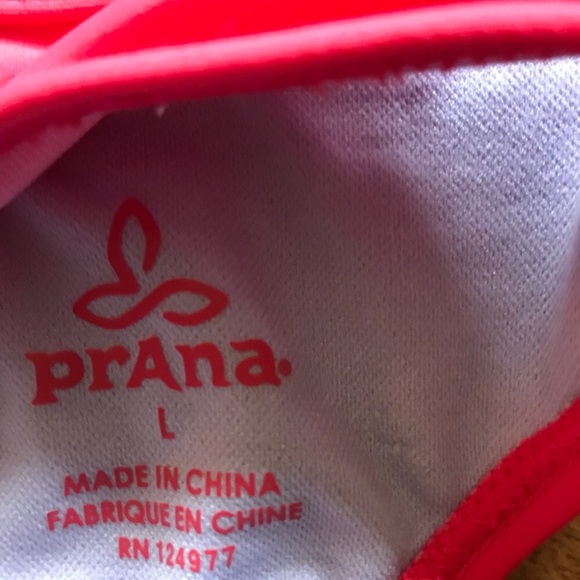 prAna.
L
MADE IN CHINA
FABRIQUE EN CHINE
RN 124977